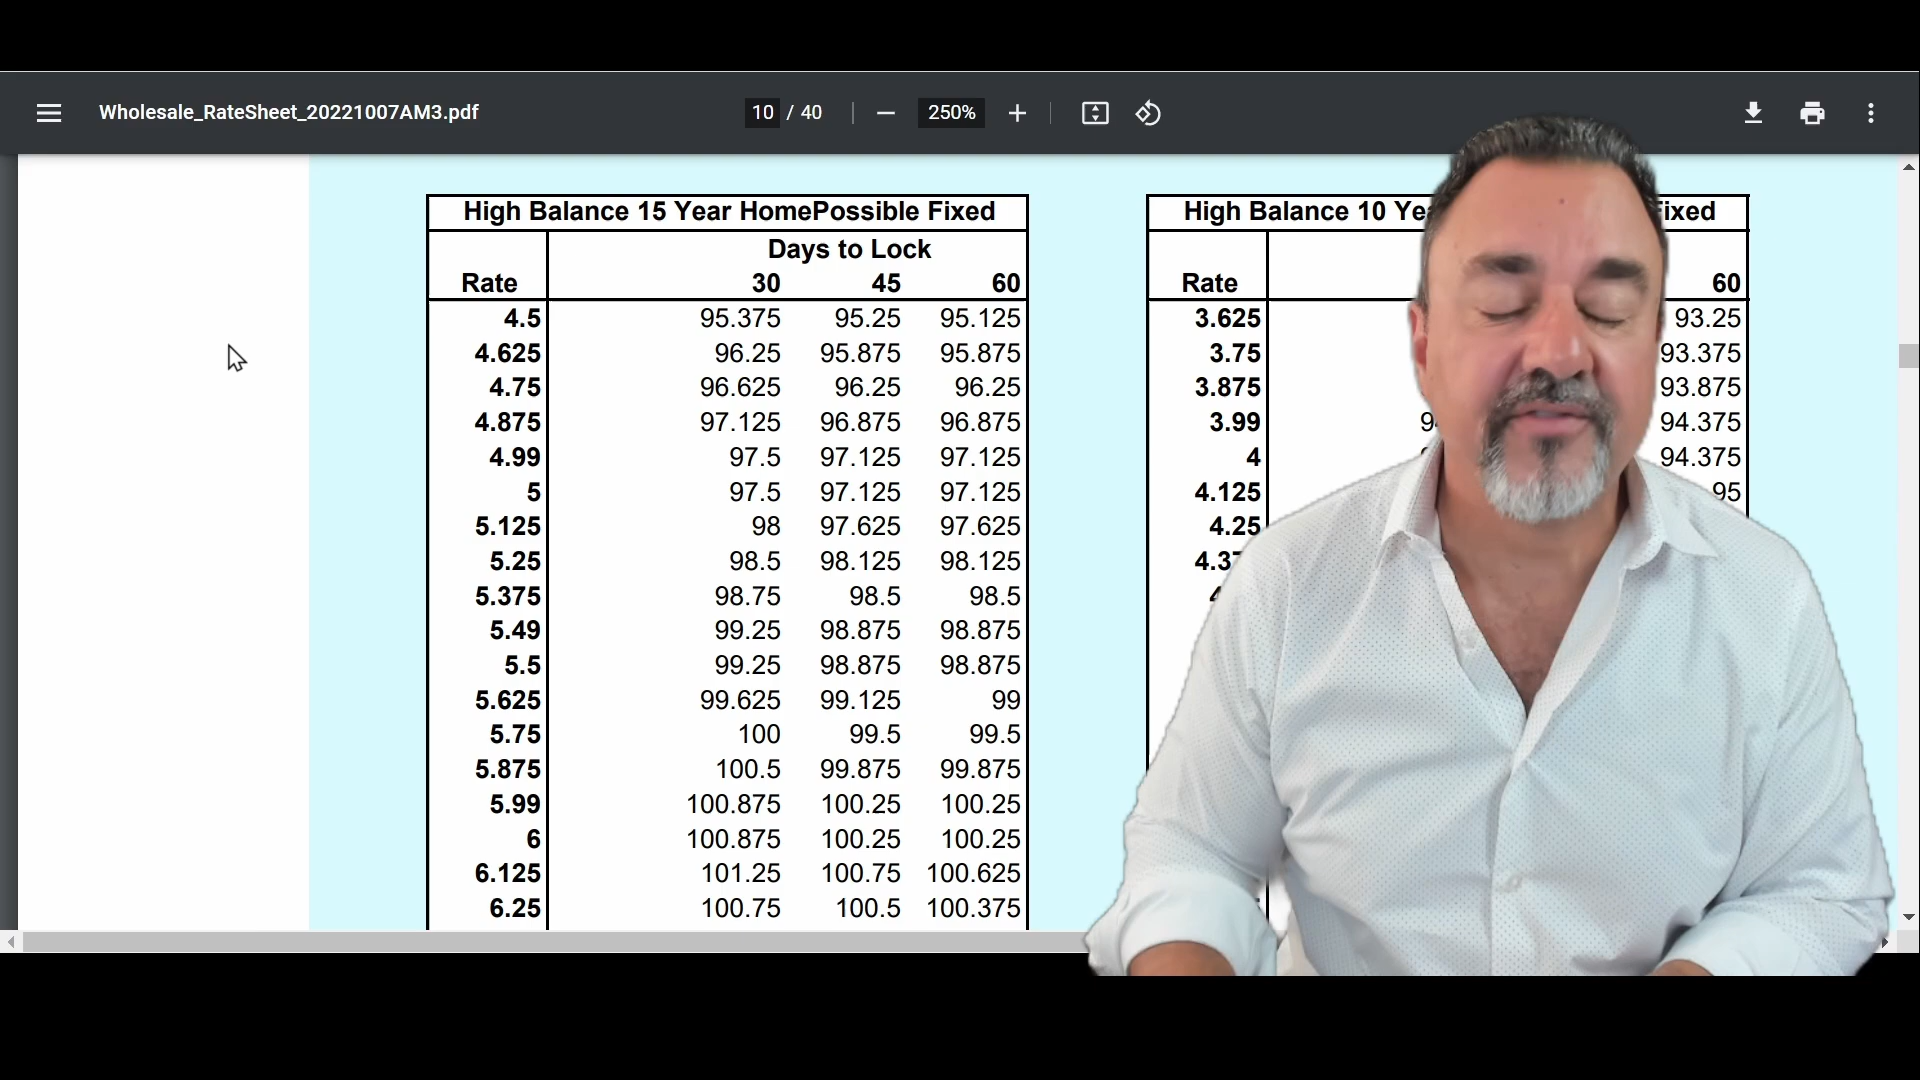 Wholesale_RateSheet_20221007AM3.pdf
10 / 40
250%
High Balance 15 Year HomePossible Fixed
Days to Lock
Rate 30 45 60
4.5 95.375 95.25 95.125
4.625 96.25 95.875 95.875
4.75 96.625 96.25 96.25
4.875 97.125 96.875 96.875
4.99 97.5 97.125 97.125
5 97.5 97.125 97.125
5.125 98 97.625 97.625
5.25 98.5 98.125 98.125
5.375 98.75 98.5 98.5
5.49 99.25 98.875 98.875
5.5 99.25 98.875 98.875
5.625 99.625 99.125 99
5.75 100 99.5 99.5
5.875 100.5 99.875 99.875
5.99 100.875 100.25 100.25
6 100.875 100.25 100.25
6.125 101.25 100.75 100.625
6.25 100.75 100.5 100.375
High Balance 10
Rate 60
3.625 93.25
3.75 93.375
3.875 93.875
3.99 94.375
4 94.375
4.125 95
4.25